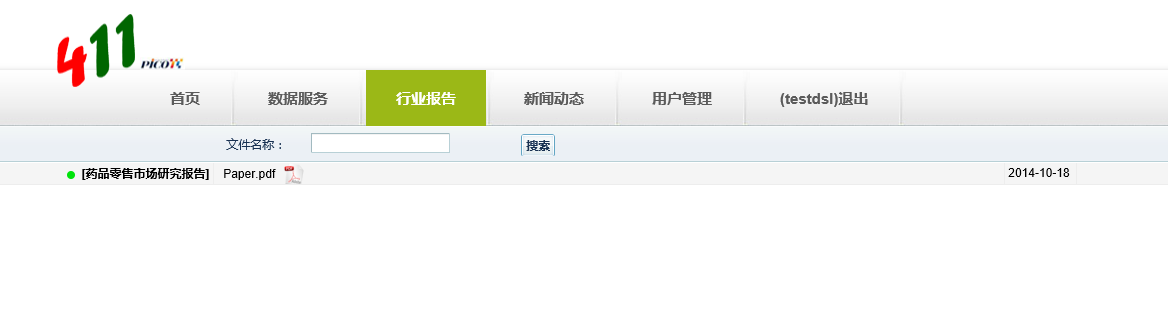 411 PICO
首页 数据服务 行业报告 新闻动态 用户管理 (testdsl)退出
文件名称： 搜索
[药品零售市场研究报告] Paper.pdf 2014-10-18